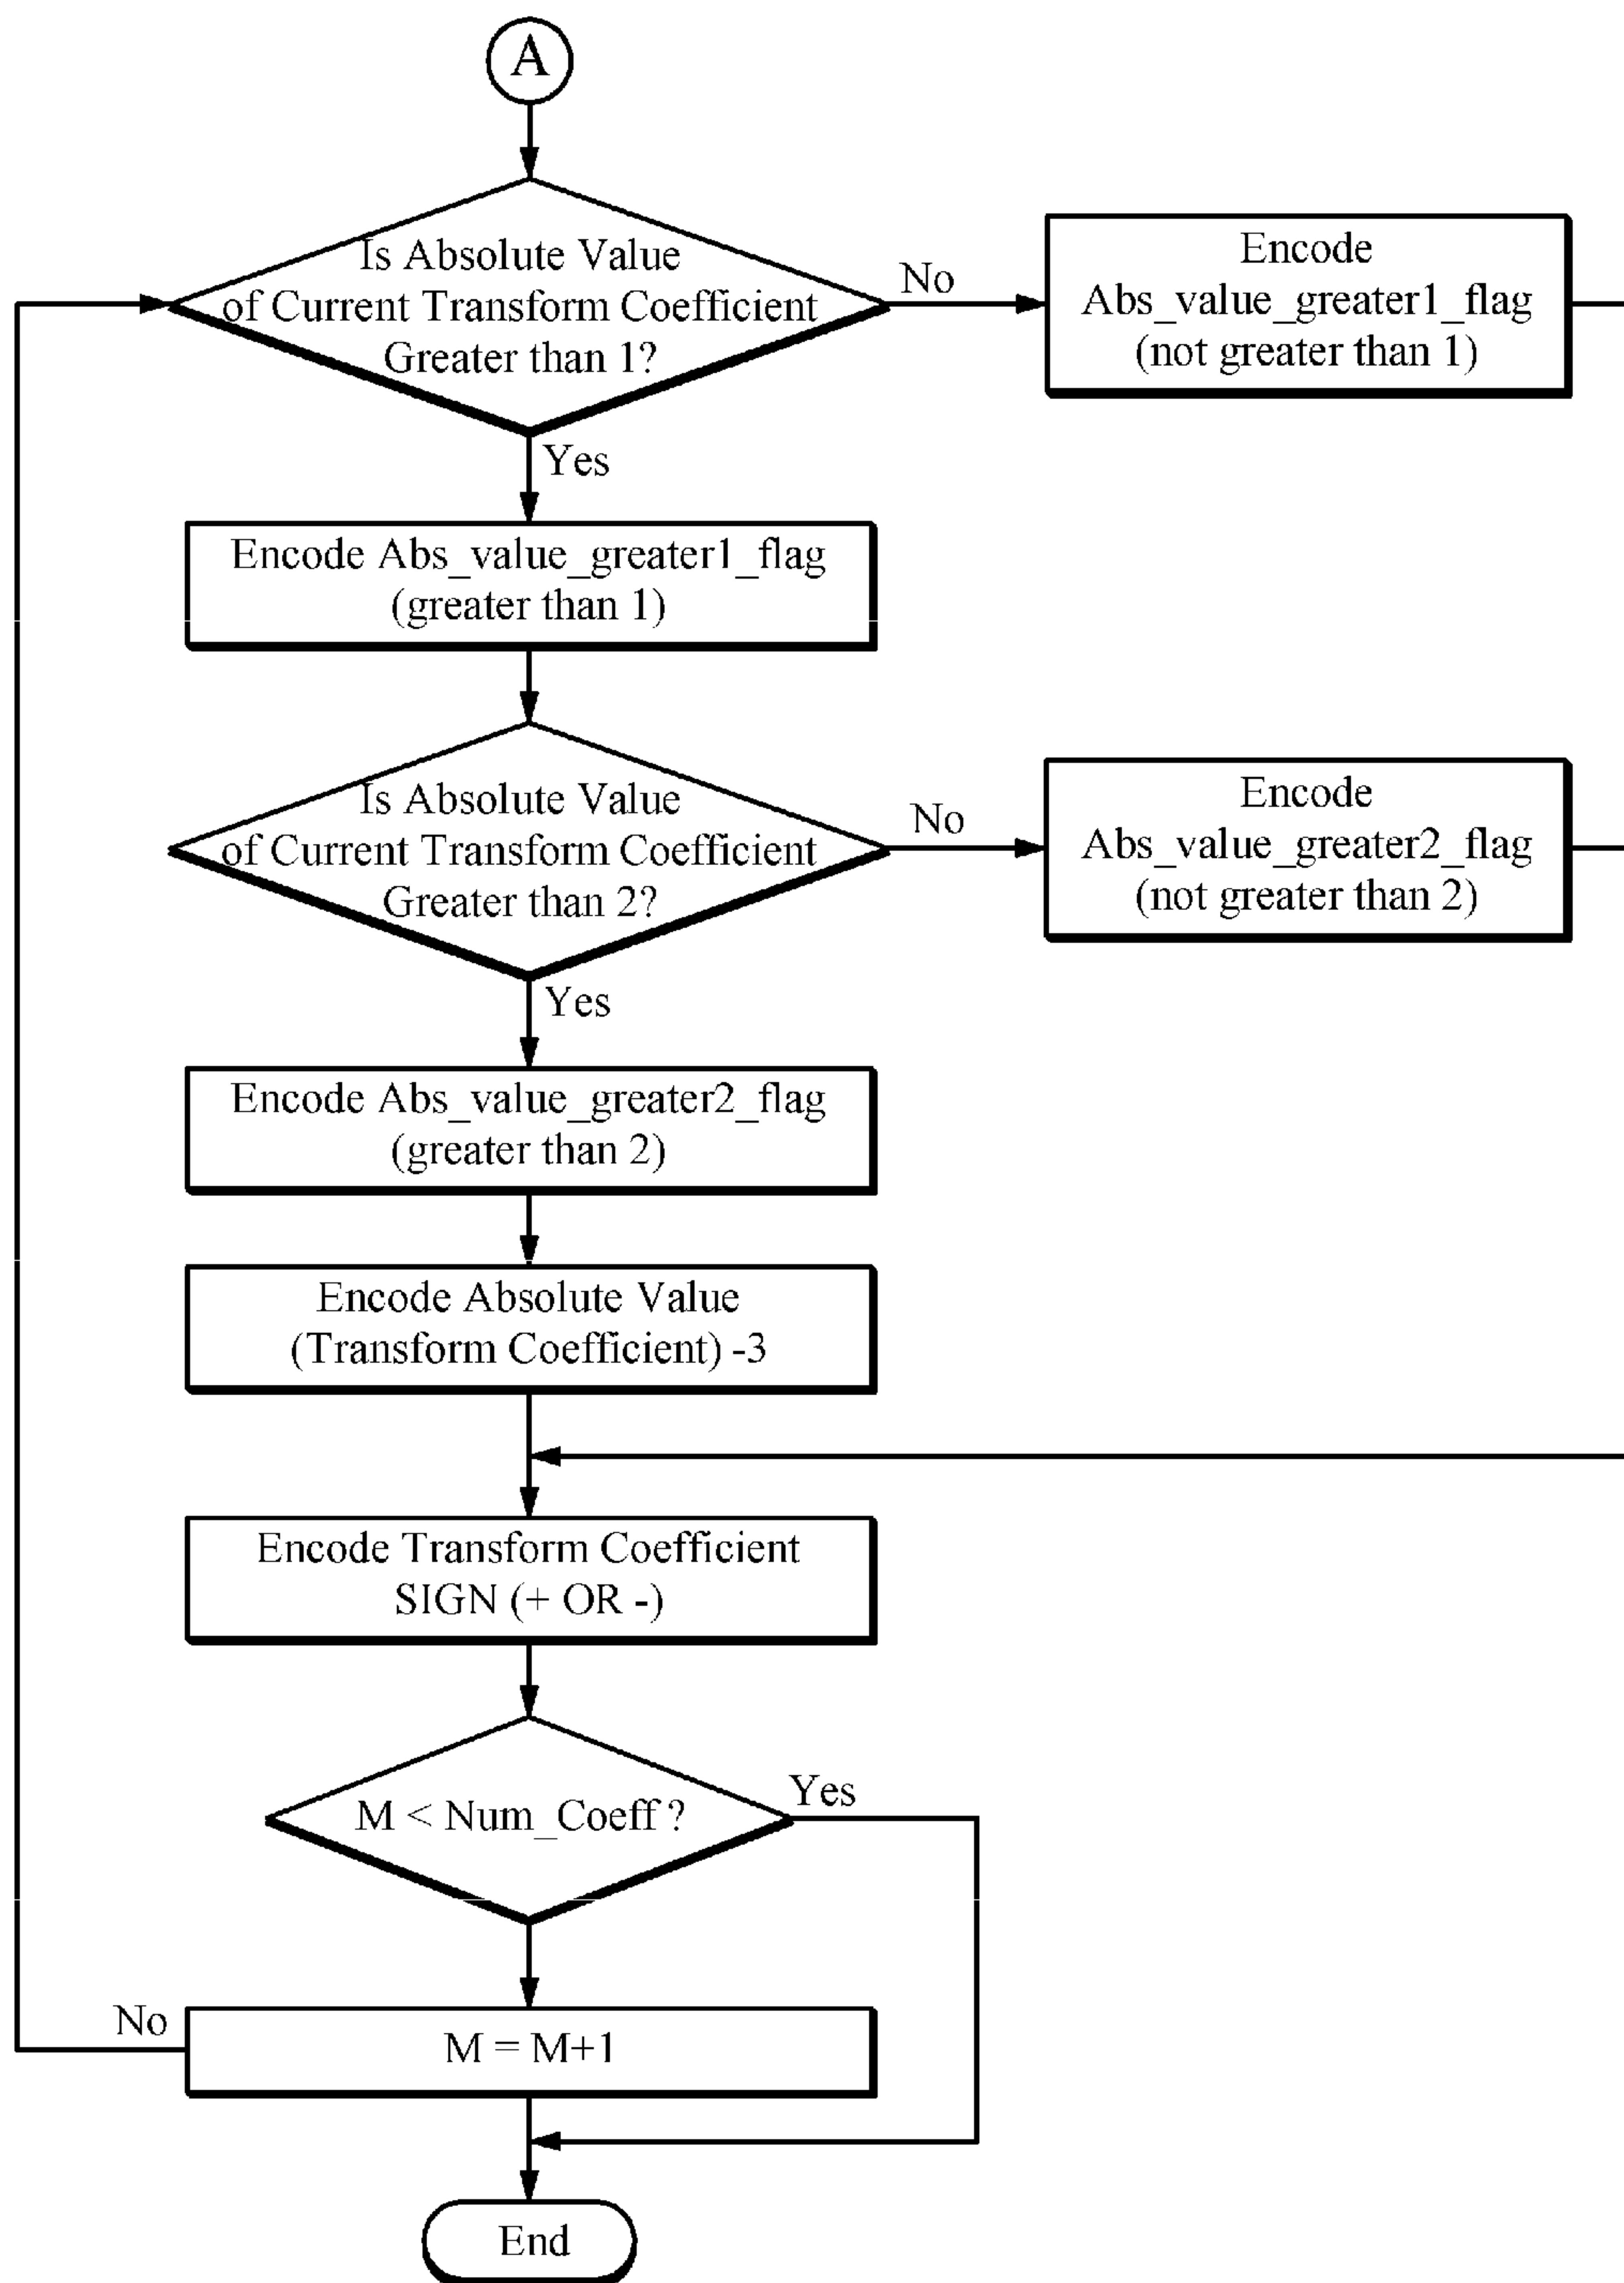 A
Is Absolute Value
of Current Transform Coefficient
Greater than 1?
No
Encode
Abs_value_greater1_flag
(not greater than 1)
Yes
Encode Abs_value_greater1_flag
(greater than 1)
Is Absolute Value
of Current Transform Coefficient
Greater than 2?
No
Encode
Abs_value_greater2_flag
(not greater than 2)
Yes
Encode Abs_value_greater2_flag
(greater than 2)
Encode Absolute Value
(Transform Coefficient) -3
Encode Transform Coefficient
SIGN (+ OR -)
M < Num_Coeff ?
Yes
No
M = M+1
End